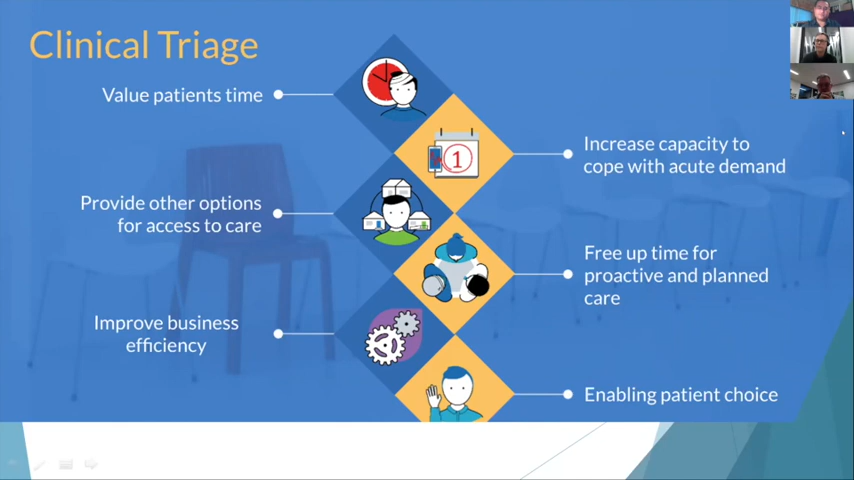 Clinical Triage
Value patients time
Increase capacity to
cope with acute demand
Provide other options
for access to care
Free up time for
proactive and planned
care
Improve business
efficiency
Enabling patient choice
1